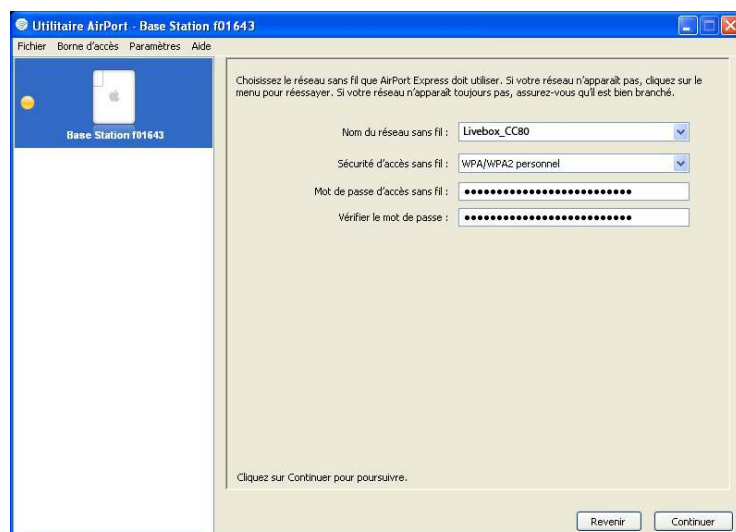 Utilitaire AirPort - Base Station f01643
Fichier Borne d'accès Paramètres Aide
Base Station f01643
Choisissez le réseau sans fil que AirPort Express doit utiliser. Si votre réseau n'apparaît pas, cliquez sur le
menu pour réessayer. Si votre réseau n'apparaît toujours pas, assurez-vous qu'il est bien branché.
Nom du réseau sans fil : Livebox_CC80
Sécurité d'accès sans fil : WPA/WPA2 personnel
Mot de passe d'accès sans fil : ••••••••••••••••••••••••••
Vérifier le mot de passe : ••••••••••••••••••••••••••
Cliquez sur Continuer pour poursuivre.
Revenir Continuer